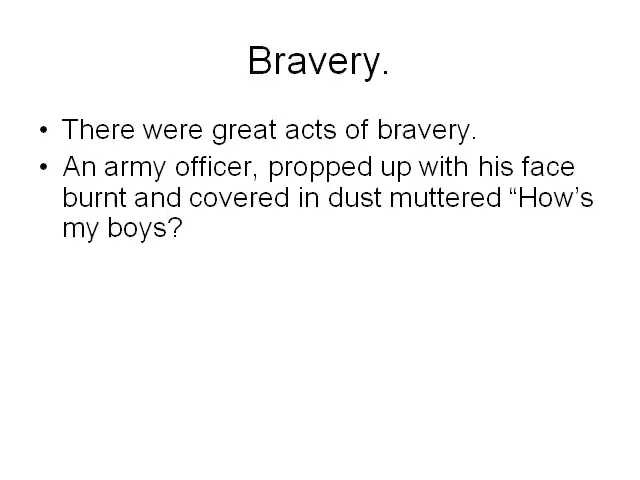 Bravery.
• There were great acts of bravery.
• An army officer, propped up with his face
burnt and covered in dust muttered “How’s
my boys?